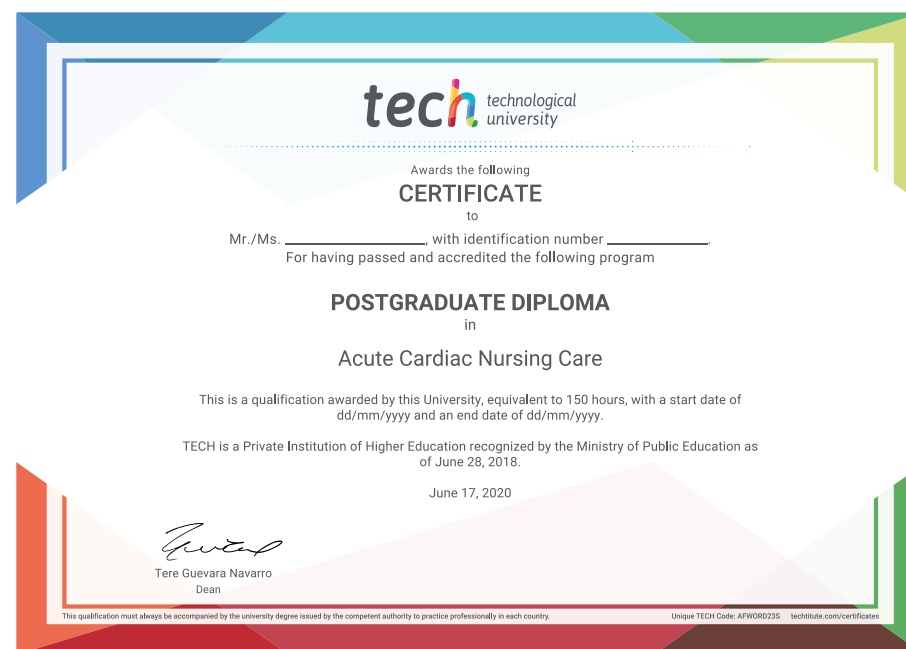 tech technological
university
Awards the following
CERTIFICATE
to
Mr./Ms. ____________________, with identification number ______________.
For having passed and accredited the following program
POSTGRADUATE DIPLOMA
in
Acute Cardiac Nursing Care
This is a qualification awarded by this University, equivalent to 150 hours, with a start date of
dd/mm/yyyy and an end date of dd/mm/yyyy.
TECH is a Private Institution of Higher Education recognized by the Ministry of Public Education as
of June 28, 2018.
June 17, 2020
Tere Guevara Navarro
Dean
This qualification must always be accompanied by the university degree issued by the competent authority to practice professionally in each country. Unique TECH Code: AFWORD23S techtitute.com/certificates